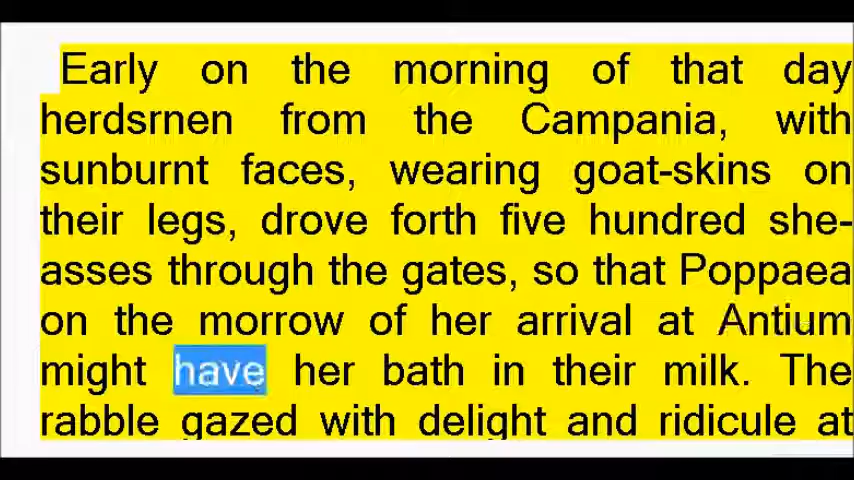 Early on the morning of that day
herdsrnen from the Campania, with
sunburnt faces, wearing goat-skins on
their legs, drove forth five hundred she-
asses through the gates, so that Poppaea
on the morrow of her arrival at Antium
might have her bath in their milk. The
rabble gazed with delight and ridicule at